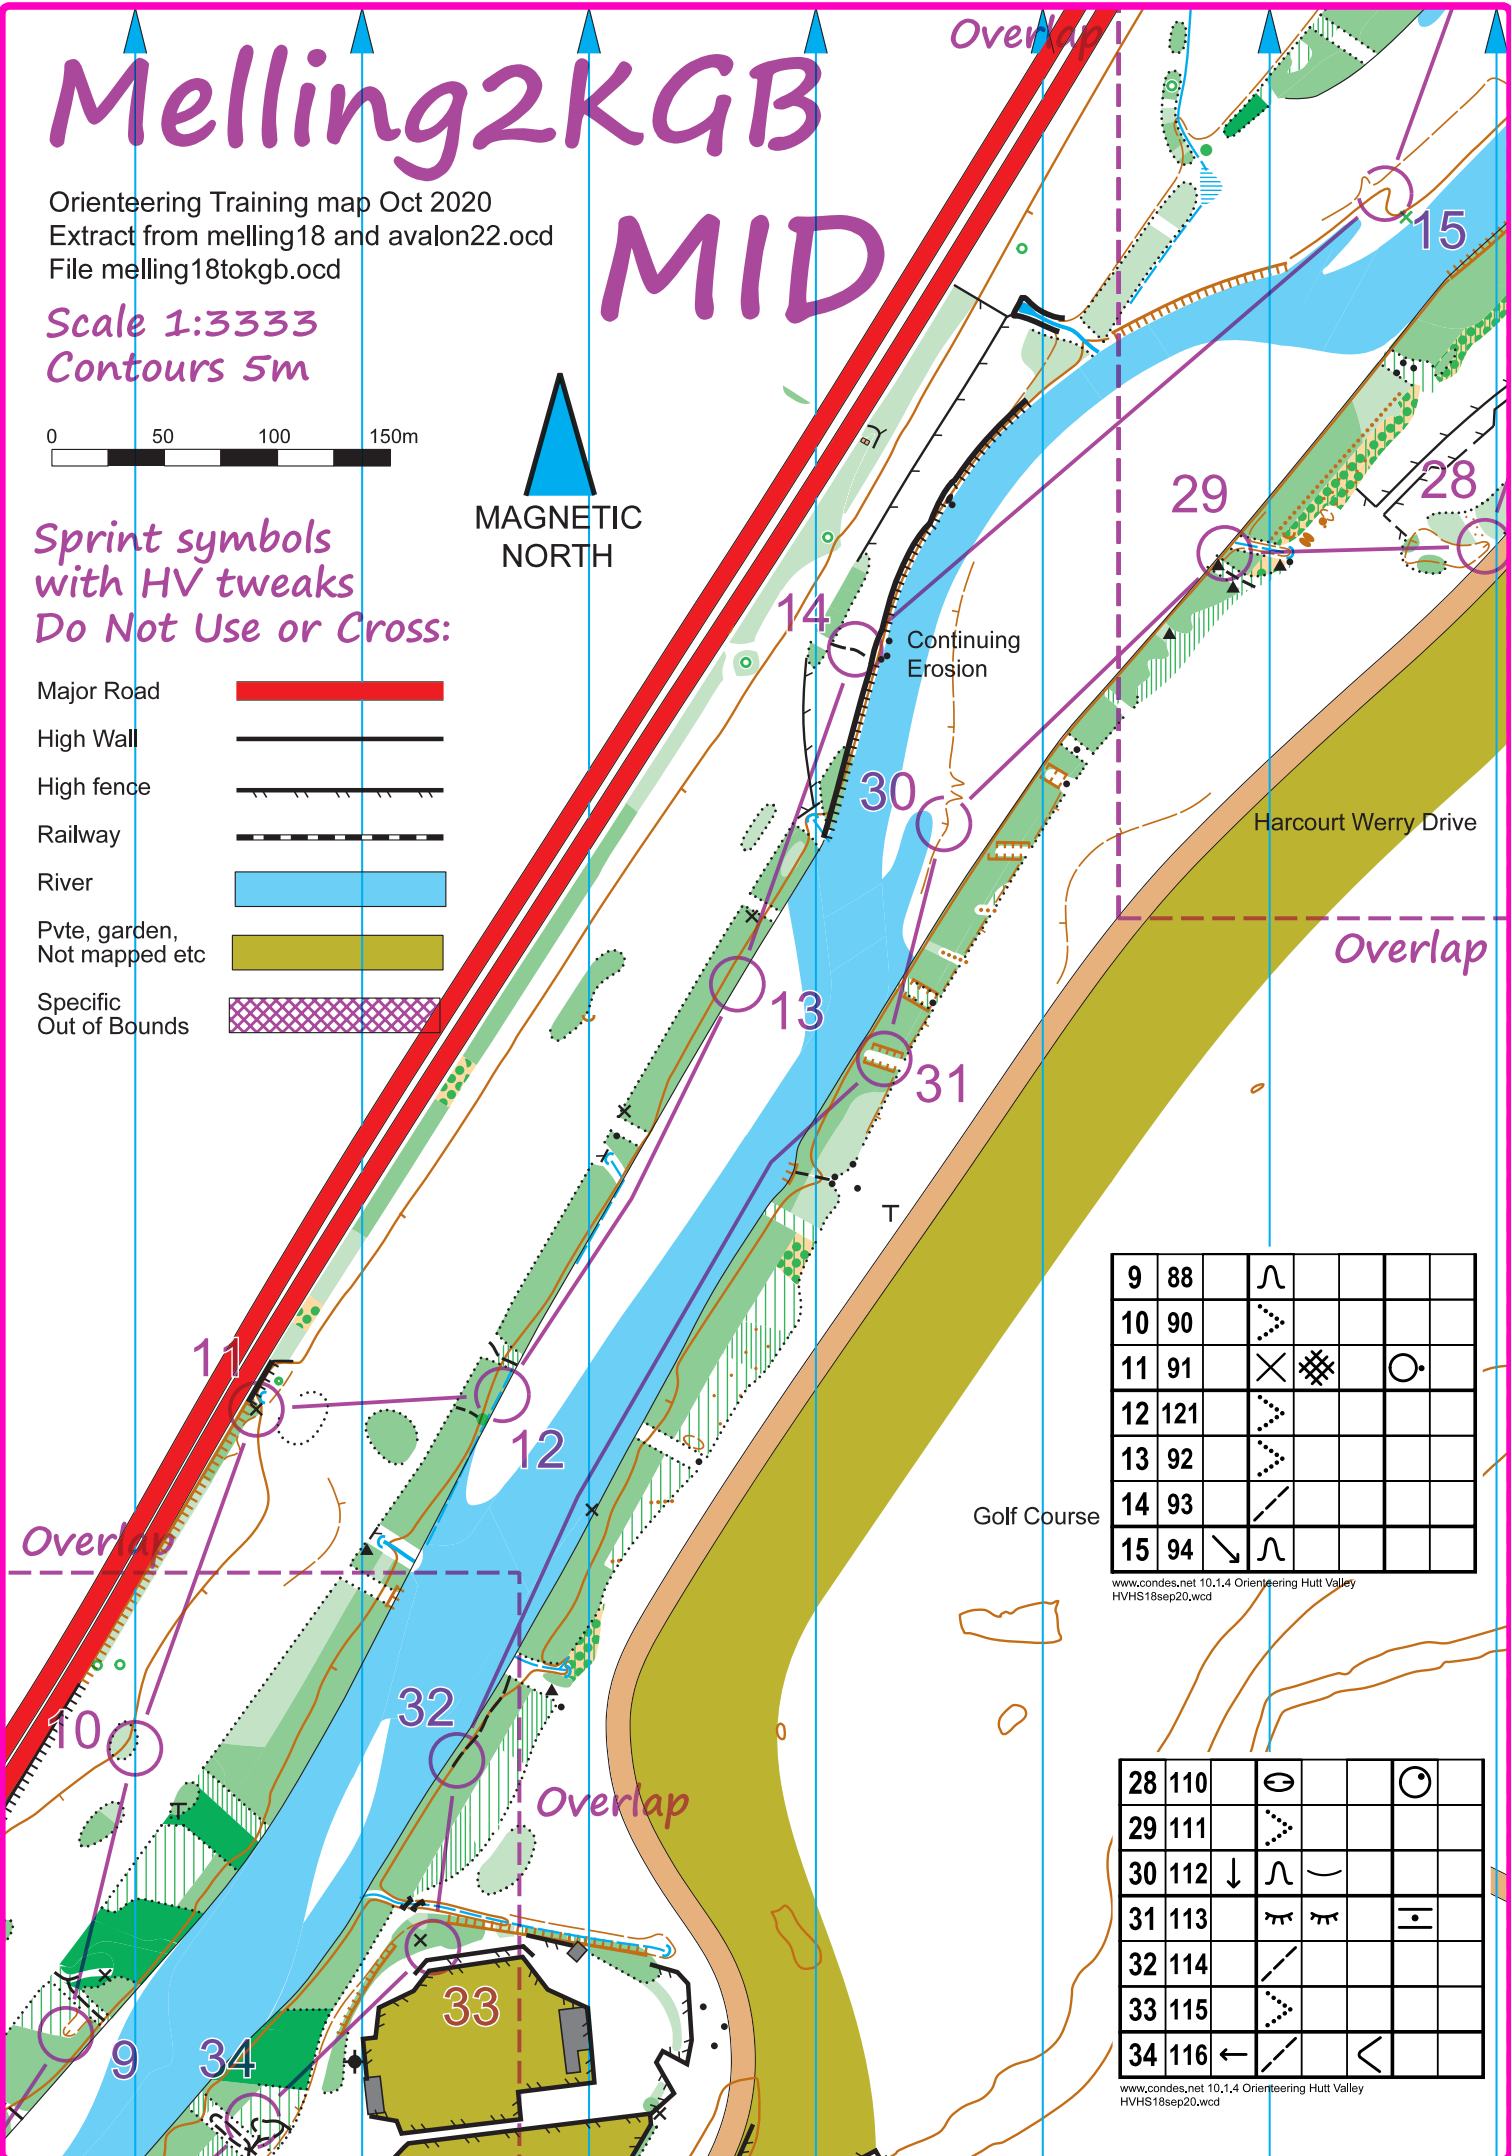 Melling2KGB
MID
Overlap
Orienteering Training map Oct 2020
Extract from melling18 and avalon22.ocd
File melling18tokgb.ocd
Scale 1:3333
Contours 5m
0 50 100 150m
MAGNETIC
NORTH
Sprint symbols
with HV tweaks
Do Not Use or Cross:
Major Road
High Wall
High fence
Railway
River
Pvte, garden,
Not mapped etc
Specific
Out of Bounds
15
28
29
14
Continuing
Erosion
30
Harcourt Werry Drive
Overlap
13
31
11
12
Golf Course
Overlap
10
32
Overlap
33
9
34
9 88
10 90
11 91
12 121
13 92
14 93
15 94
www.condes.net 10.1.4 Orienteering Hutt Valley
HVHS18sep20.wcd
28 110
29 111
30 112
31 113
32 114
33 115
34 116
www.condes.net 10.1.4 Orienteering Hutt Valley
HVHS18sep20.wcd